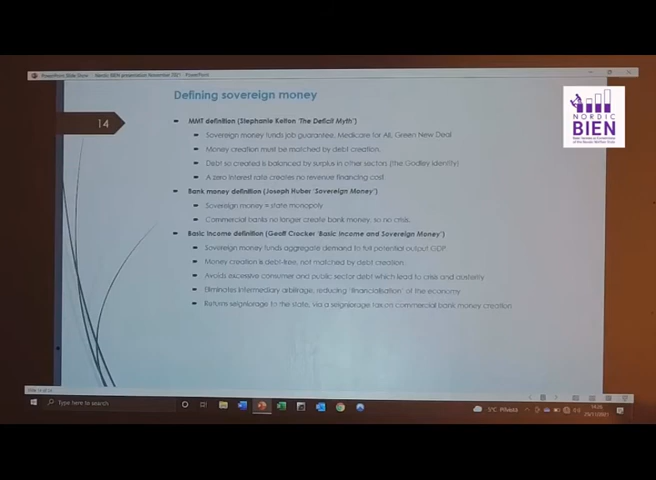 Defining sovereign money
14
MMT definition (Stephanie Kelton 'The Deficit Myth')
Sovereign money funds job guarantee, Medicare for All, Green New Deal
Money creation must be matched by debt creation.
Debt so created is balanced by surplus in other sectors (the Godley identity)
A zero interest rate creates no revenue financing cost
Bank money definition (Joseph Huber 'Sovereign Money')
Sovereign money = state monopoly
Commercial banks no longer create bank money, so no crisis.
Basic income definition (Geoff Crocker 'Basic Income and Sovereign Money')
Sovereign money funds aggregate demand to full potential output GDP
Money creation is debt-free, not matched by debt creation.
Avoids excessive consumer and public sector debt which lead to crisis and austerity
Eliminates intermediary arbitrage, reducing 'financialisation' of the economy
Returns seigniorage to the state, via a seigniorage tax on commercial bank money creation
NORDIC
BIEN
Type here to search
5°C